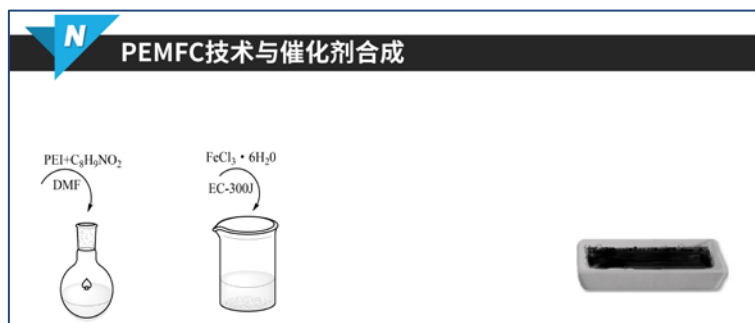 N
PEMFC技术与催化剂合成
PEI+C₈H₉NO₂
DMF
FeCl₃・6H₂0
EC-300J